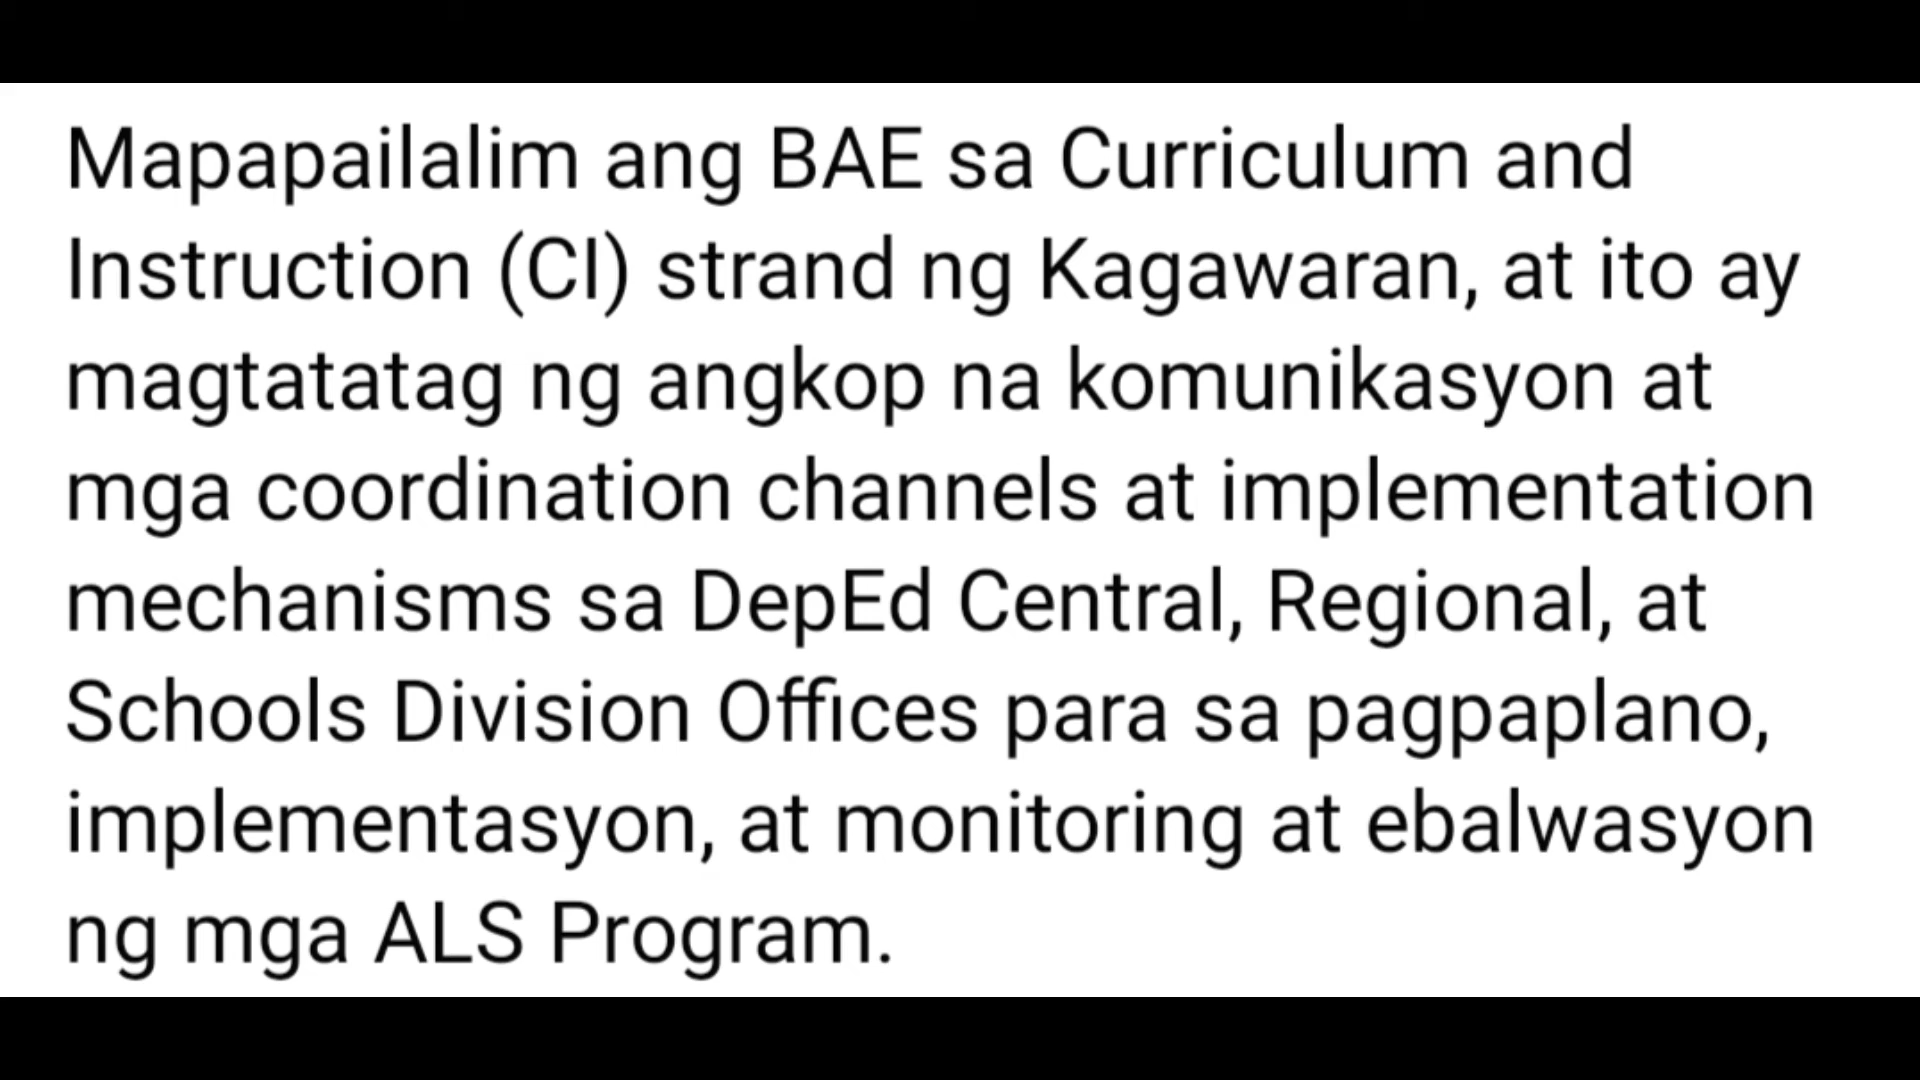 Mapapailalim ang BAE sa Curriculum and
Instruction (CI) strand ng Kagawaran, at ito ay
magtatatag ng angkop na komunikasyon at
mga coordination channels at implementation
mechanisms sa DepEd Central, Regional, at
Schools Division Offices para sa pagpaplano,
implementasyon, at monitoring at ebalwasyon
ng mga ALS Program.